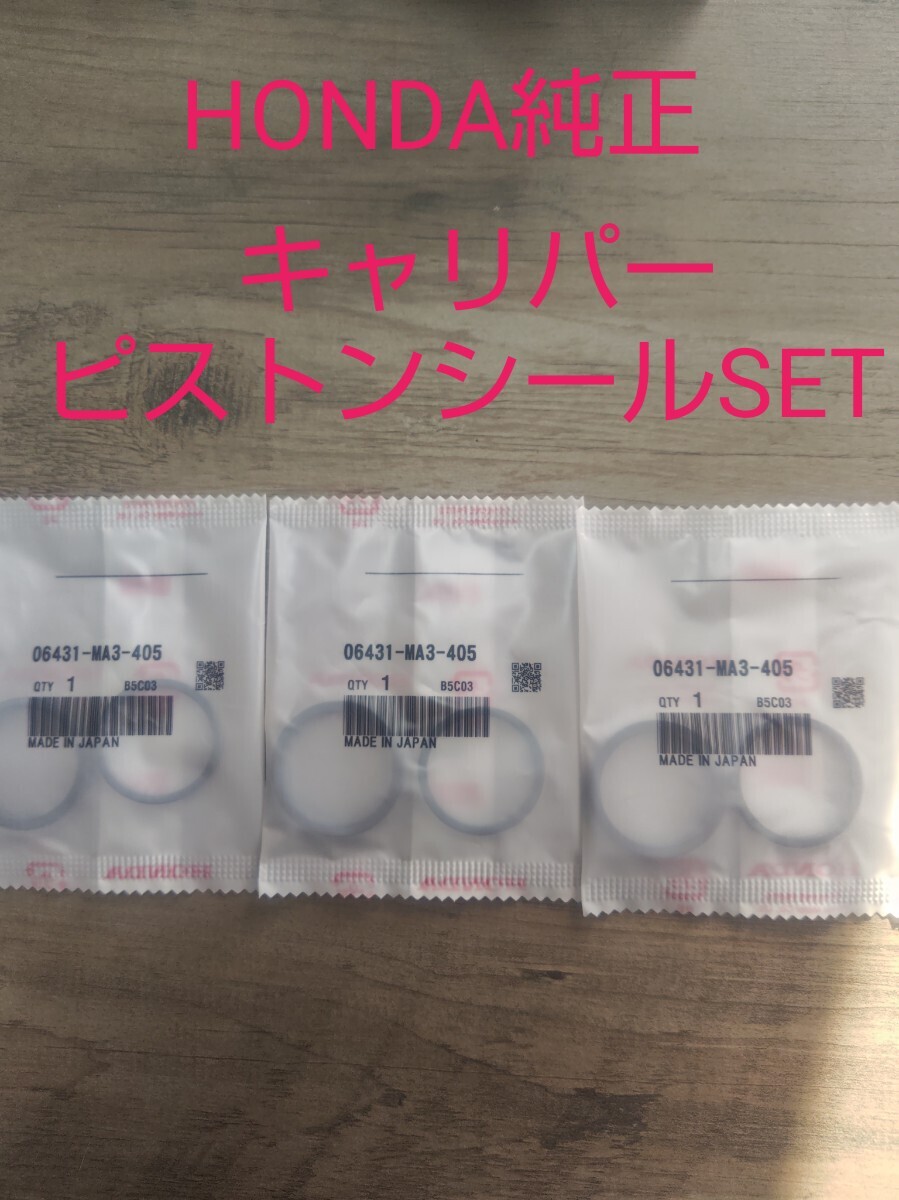 HONDA純正
キャリパー
ピストンシールSET
06431-MA3-405
QTY 1 B5C03
MADE IN JAPAN
06431-MA3-405
QTY 1 B5C03
MADE IN JAPAN
06431-MA3-405
QTY 1 B5C03
MADE IN JAPAN